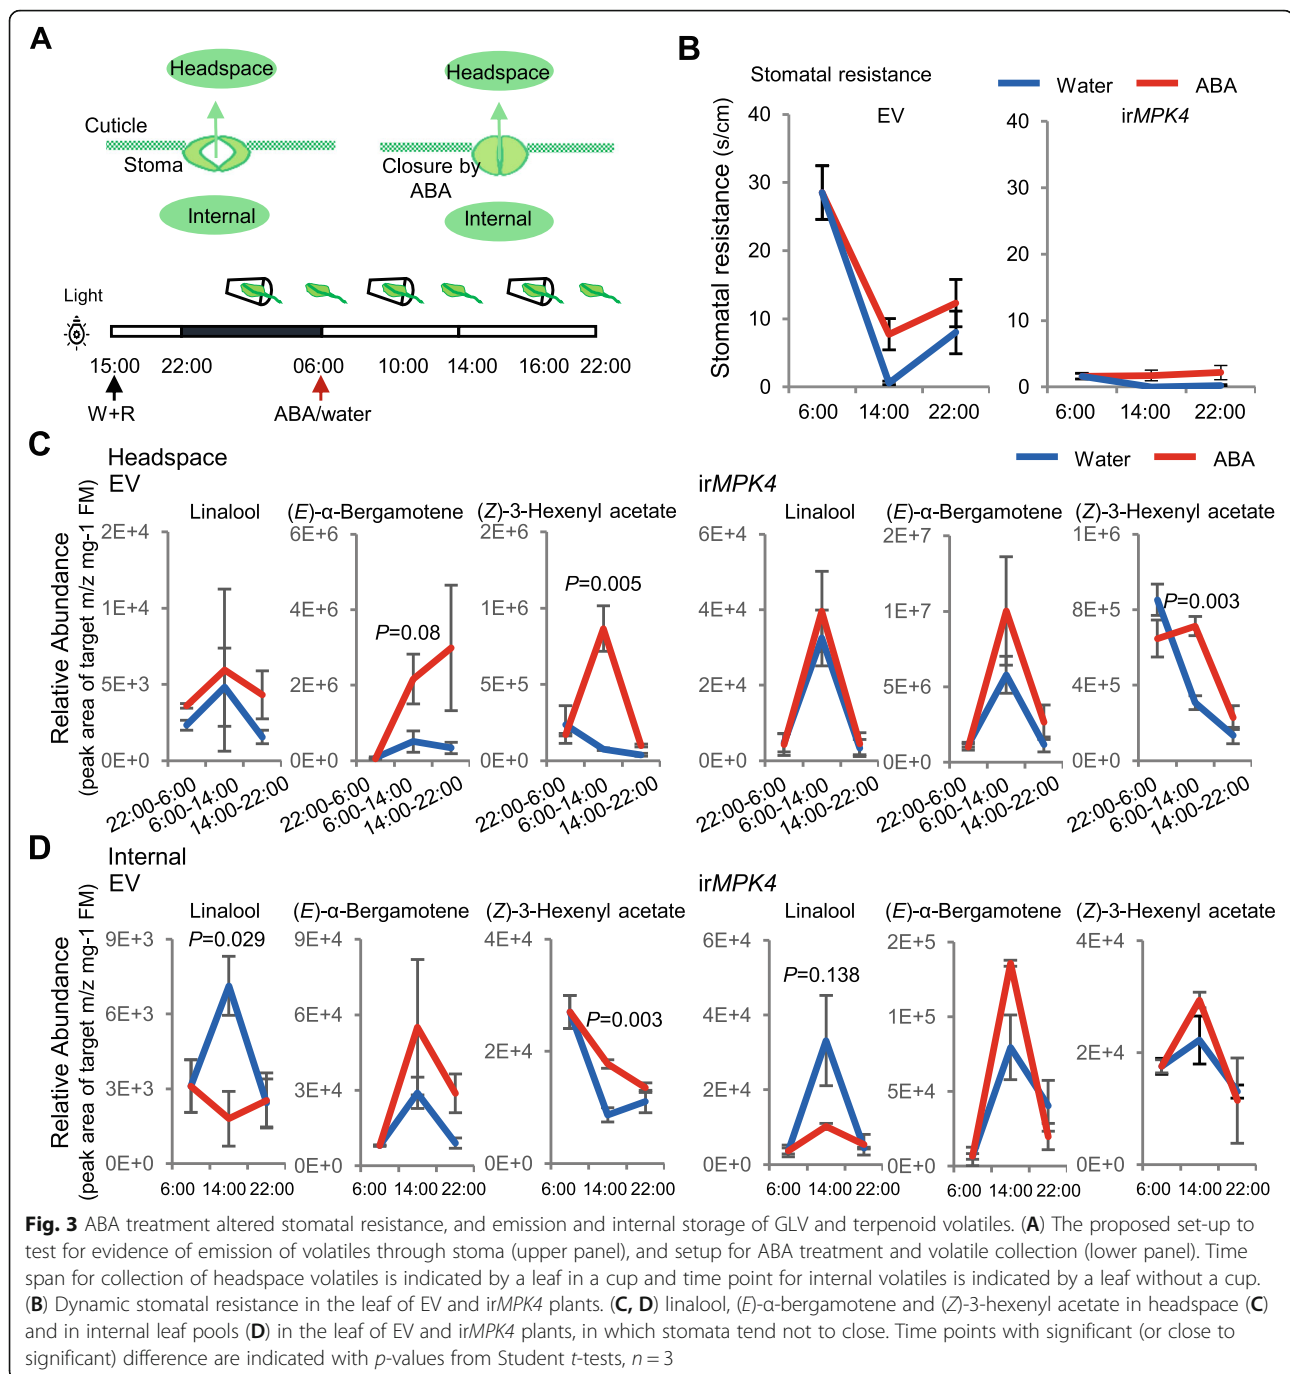 A
Headspace
Headspace
Cuticle
Stoma
Closure by
ABA
Internal
Internal
Light
15:00 22:00 06:00 10:00 14:00 16:00 22:00
W+R ABA/water
B
Stomatal resistance
Water ABA
EV irMPK4
Stomatal resistance (s/cm)
40
30
20
10
0
6:00 14:00 22:00
40
30
20
10
0
6:00 14:00 22:00
C
Headspace
EV
irMPK4
Water ABA
Relative Abundance
(peak area of target m/z mg-1 FM)
Linalool
2E+4
1E+4
5E+3
0E+0
22:00-6:00
6:00-14:00
14:00-22:00
(E)-α-Bergamotene
6E+6
4E+6
2E+6
0E+0
P=0.08
22:00-6:00
6:00-14:00
14:00-22:00
(Z)-3-Hexenyl acetate
2E+6
1E+6
5E+5
0E+0
P=0.005
22:00-6:00
6:00-14:00
14:00-22:00
Linalool
6E+4
4E+4
2E+4
0E+0
22:00-6:00
6:00-14:00
14:00-22:00
(E)-α-Bergamotene
2E+7
1E+7
5E+6
0E+0
22:00-6:00
6:00-14:00
14:00-22:00
(Z)-3-Hexenyl acetate
1E+6
8E+5
4E+5
0E+0
P=0.003
22:00-6:00
6:00-14:00
14:00-22:00
D
Internal
EV
irMPK4
Relative Abundance
(peak area of target m/z mg-1 FM)
Linalool
P=0.029
9E+3
6E+3
3E+3
0E+0
6:00 14:00 22:00
(E)-α-Bergamotene
9E+4
6E+4
3E+4
0E+0
6:00 14:00 22:00
(Z)-3-Hexenyl acetate
4E+4
2E+4
0E+0
P=0.003
6:00 14:00 22:00
Linalool
6E+4
4E+4
2E+4
0E+0
P=0.138
6:00 14:00 22:00
(E)-α-Bergamotene
2E+5
1E+5
5E+4
0E+0
6:00 14:00 22:00
(Z)-3-Hexenyl acetate
4E+4
2E+4
0E+0
6:00 14:00 22:00
Fig. 3 ABA treatment altered stomatal resistance, and emission and internal storage of GLV and terpenoid volatiles. (A) The proposed set-up to
test for evidence of emission of volatiles through stoma (upper panel), and setup for ABA treatment and volatile collection (lower panel). Time
span for collection of headspace volatiles is indicated by a leaf in a cup and time point for internal volatiles is indicated by a leaf without a cup.
(B) Dynamic stomatal resistance in the leaf of EV and irMPK4 plants. (C, D) linalool, (E)-α-bergamotene and (Z)-3-hexenyl acetate in headspace (C)
and in internal leaf pools (D) in the leaf of EV and irMPK4 plants, in which stomata tend not to close. Time points with significant (or close to
significant) difference are indicated with p-values from Student t-tests, n = 3